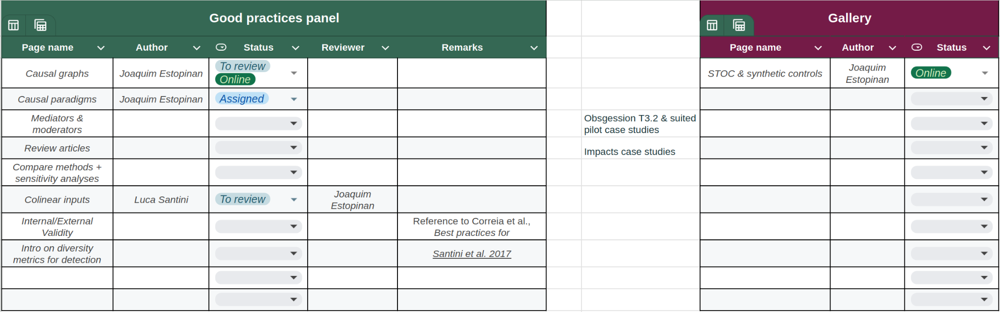 Good practices panel
Gallery
Page name
Author
Status
Reviewer
Remarks
Page name
Author
Status
Causal graphs
Joaquim Estopinan
To review
Online
STOC & synthetic controls
Joaquim
Estopinan
Online
Causal paradigms
Joaquim Estopinan
Assigned
Mediators &
moderators
Obsgession T3.2 & suited
pilot case studies
Review articles
Impacts case studies
Compare methods +
sensitivity analyses
Colinear inputs
Luca Santini
To review
Joaquim
Estopinan
Internal/External
Validity
Reference to Correia et al.,
Best practices for
Intro on diversity
metrics for detection
Santini et al. 2017